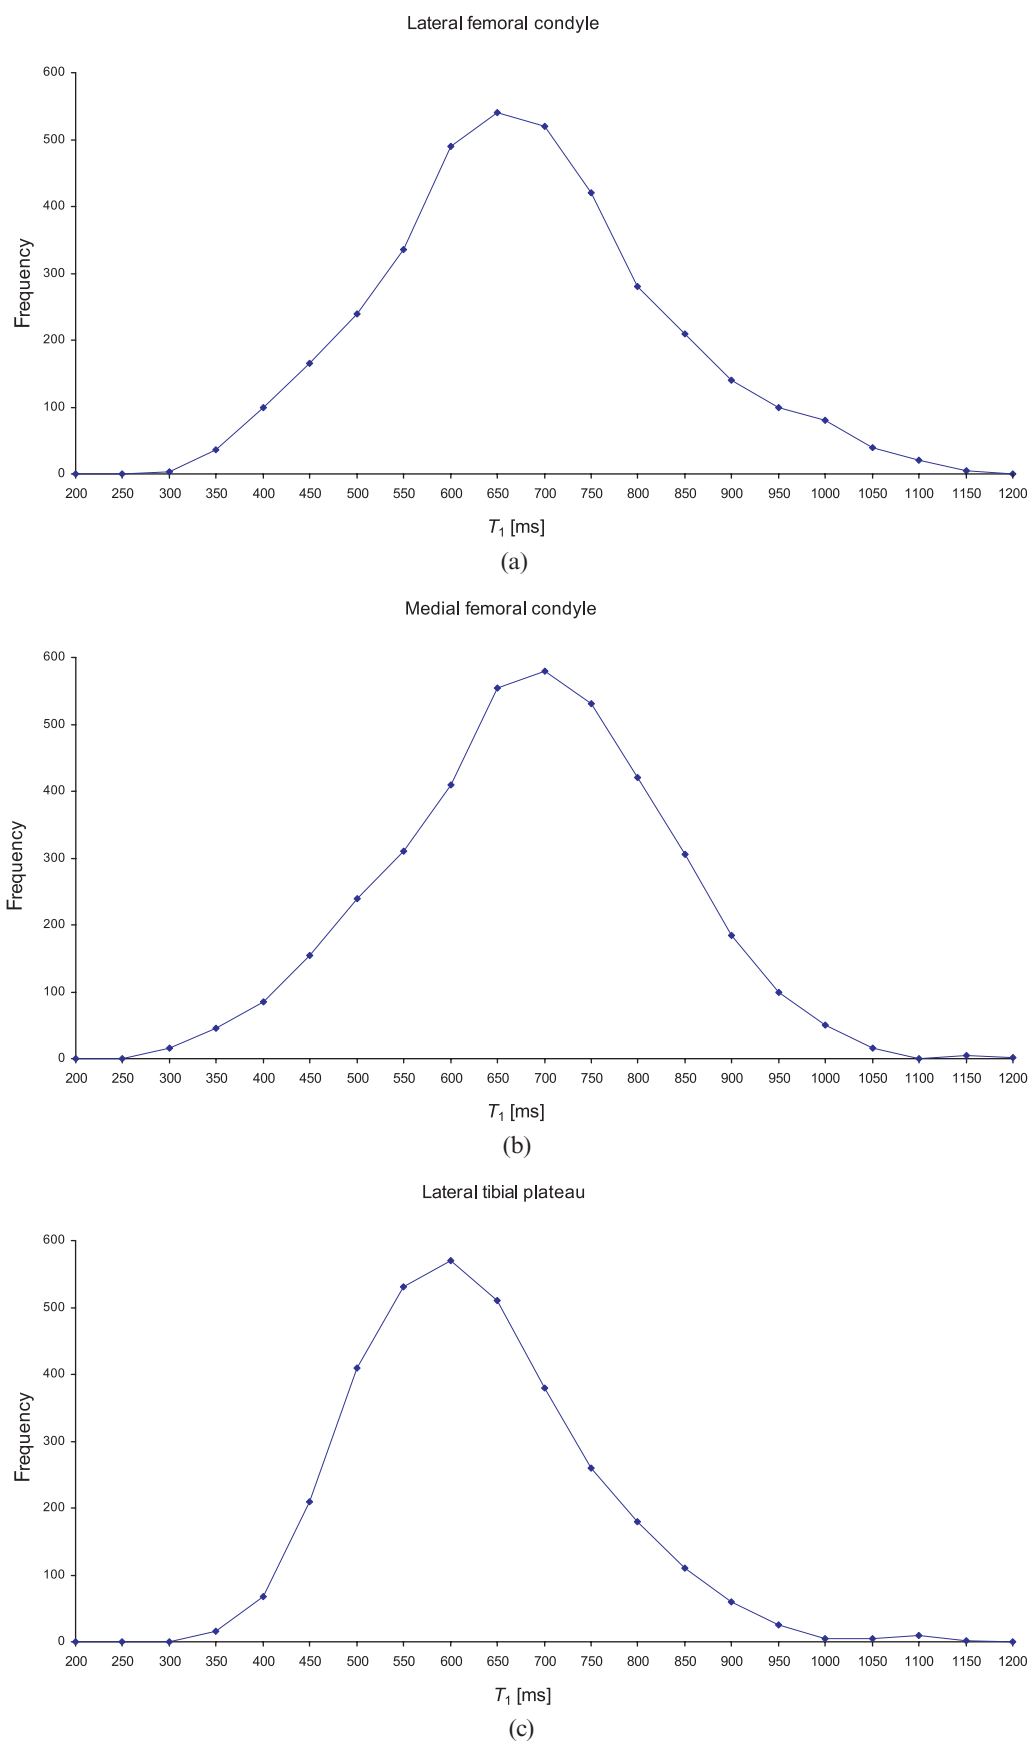 Lateral femoral condyle
600
500
400
300
200
100
0
Frequency
200 250 300 350 400 450 500 550 600 650 700 750 800 850 900 950 1000 1050 1100 1150 1200
T₁ [ms]
(a)
Medial femoral condyle
600
500
400
300
200
100
0
Frequency
200 250 300 350 400 450 500 550 600 650 700 750 800 850 900 950 1000 1050 1100 1150 1200
T₁ [ms]
(b)
Lateral tibial plateau
600
500
400
300
200
100
0
Frequency
200 250 300 350 400 450 500 550 600 650 700 750 800 850 900 950 1000 1050 1100 1150 1200
T₁ [ms]
(c)